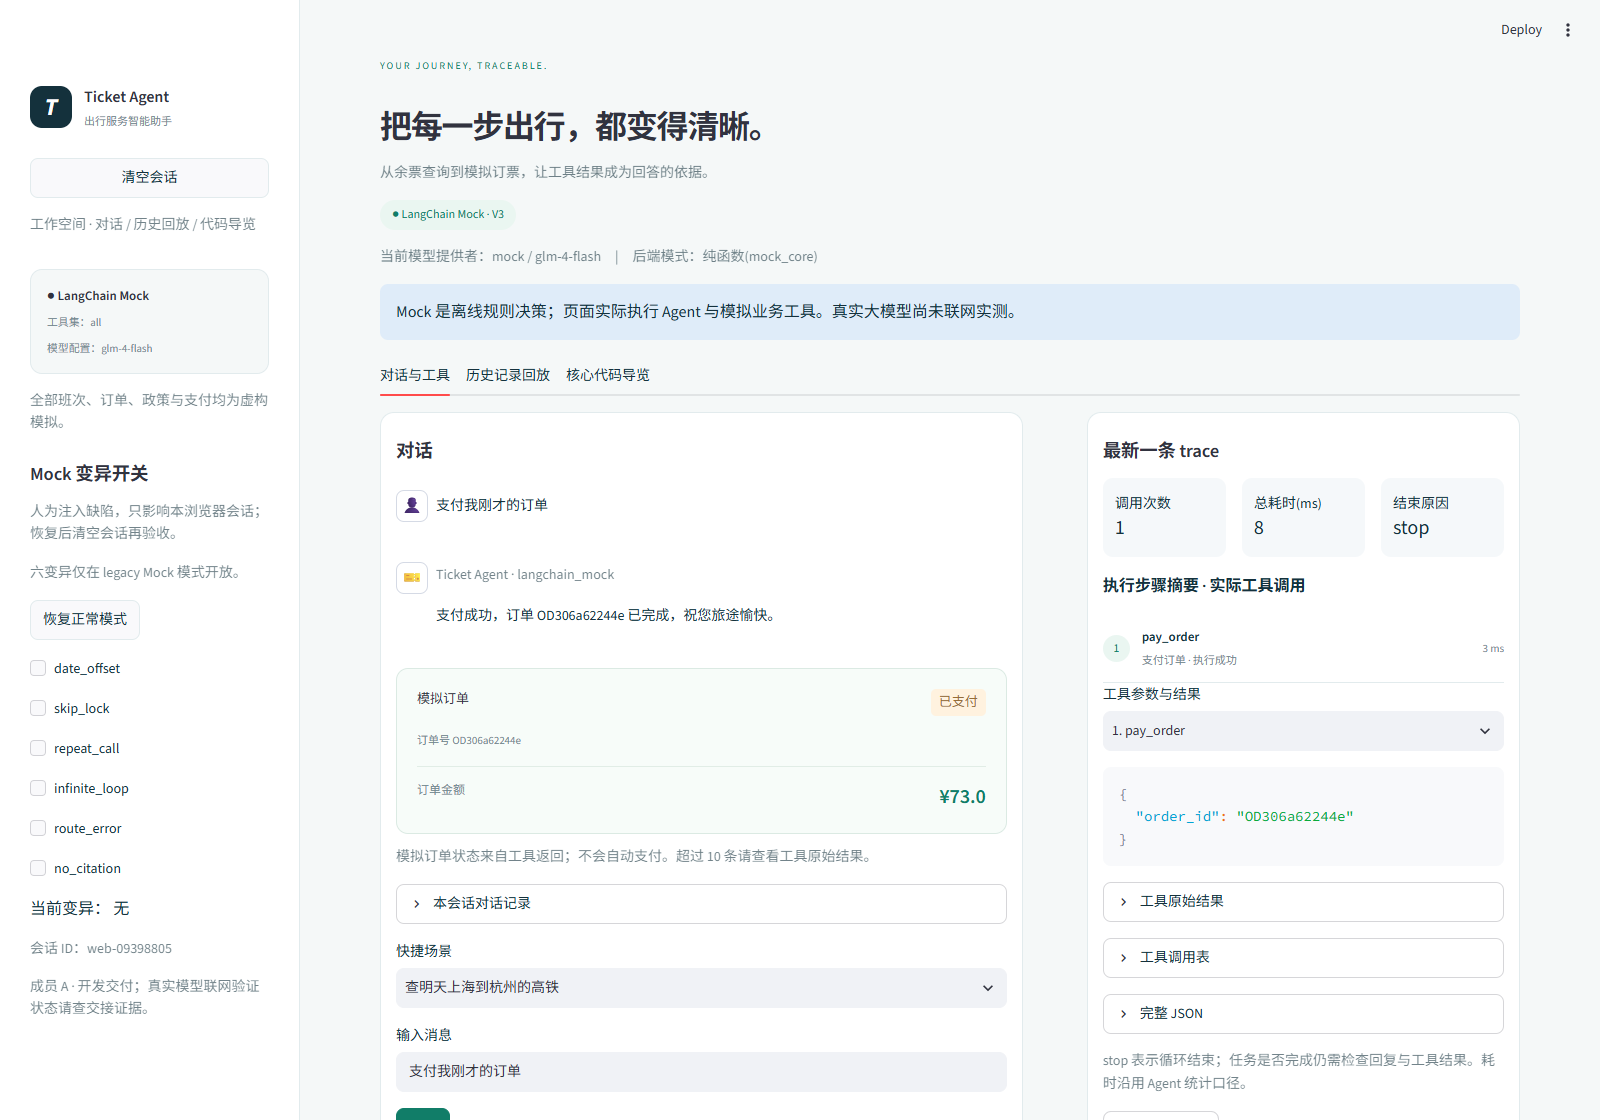 Deploy
T
Ticket Agent
出行服务智能助手
清空会话
工作空间 · 对话 / 历史回放 / 代码导览
● LangChain Mock
工具集：all
模型配置：glm-4-flash
全部班次、订单、政策与支付均为虚构
模拟。
Mock 变异开关
人为注入缺陷，只影响本浏览器会话；
恢复后清空会话再验收。
六变异仅在 legacy Mock 模式开放。
恢复正常模式
date_offset
skip_lock
repeat_call
infinite_loop
route_error
no_citation
当前变异： 无
会话 ID：web-09398805
成员 A · 开发交付；真实模型联网验证
状态请查交接证据。
YOUR JOURNEY, TRACEABLE.
把每一步出行，都变得清晰。
从余票查询到模拟订票，让工具结果成为回答的依据。
● LangChain Mock · V3
当前模型提供者：mock / glm-4-flash | 后端模式：纯函数(mock_core)
Mock 是离线规则决策；页面实际执行 Agent 与模拟业务工具。真实大模型尚未联网实测。
对话与工具 历史记录回放 核心代码导览
对话
支付我刚才的订单
Ticket Agent · langchain_mock
支付成功，订单 OD306a62244e 已完成，祝您旅途愉快。
模拟订单 已支付
订单号 OD306a62244e
订单金额 ¥73.0
模拟订单状态来自工具返回；不会自动支付。超过 10 条请查看工具原始结果。
本会话对话记录
快捷场景
查明天上海到杭州的高铁
输入消息
支付我刚才的订单
最新一条 trace
调用次数 总耗时(ms) 结束原因
1 8 stop
执行步骤摘要 · 实际工具调用
1 pay_order 3 ms
支付订单 · 执行成功
工具参数与结果
1. pay_order
{
"order_id": "OD306a62244e"
}
工具原始结果
工具调用表
完整 JSON
stop 表示循环结束；任务是否完成仍需检查回复与工具结果。耗
时沿用 Agent 统计口径。